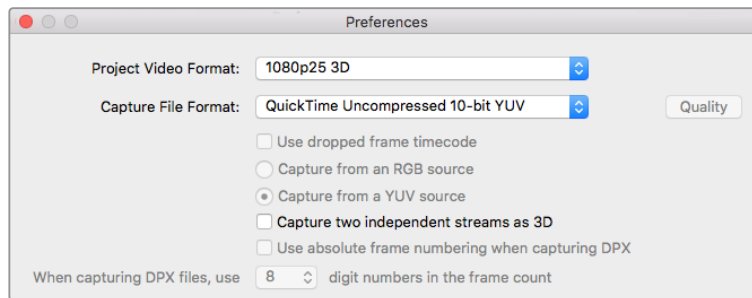 Preferences
Project Video Format: 1080p25 3D
Capture File Format: QuickTime Uncompressed 10-bit YUV Quality
Use dropped frame timecode
Capture from an RGB source
Capture from a YUV source
Capture two independent streams as 3D
Use absolute frame numbering when capturing DPX
When capturing DPX files, use 8 digit numbers in the frame count